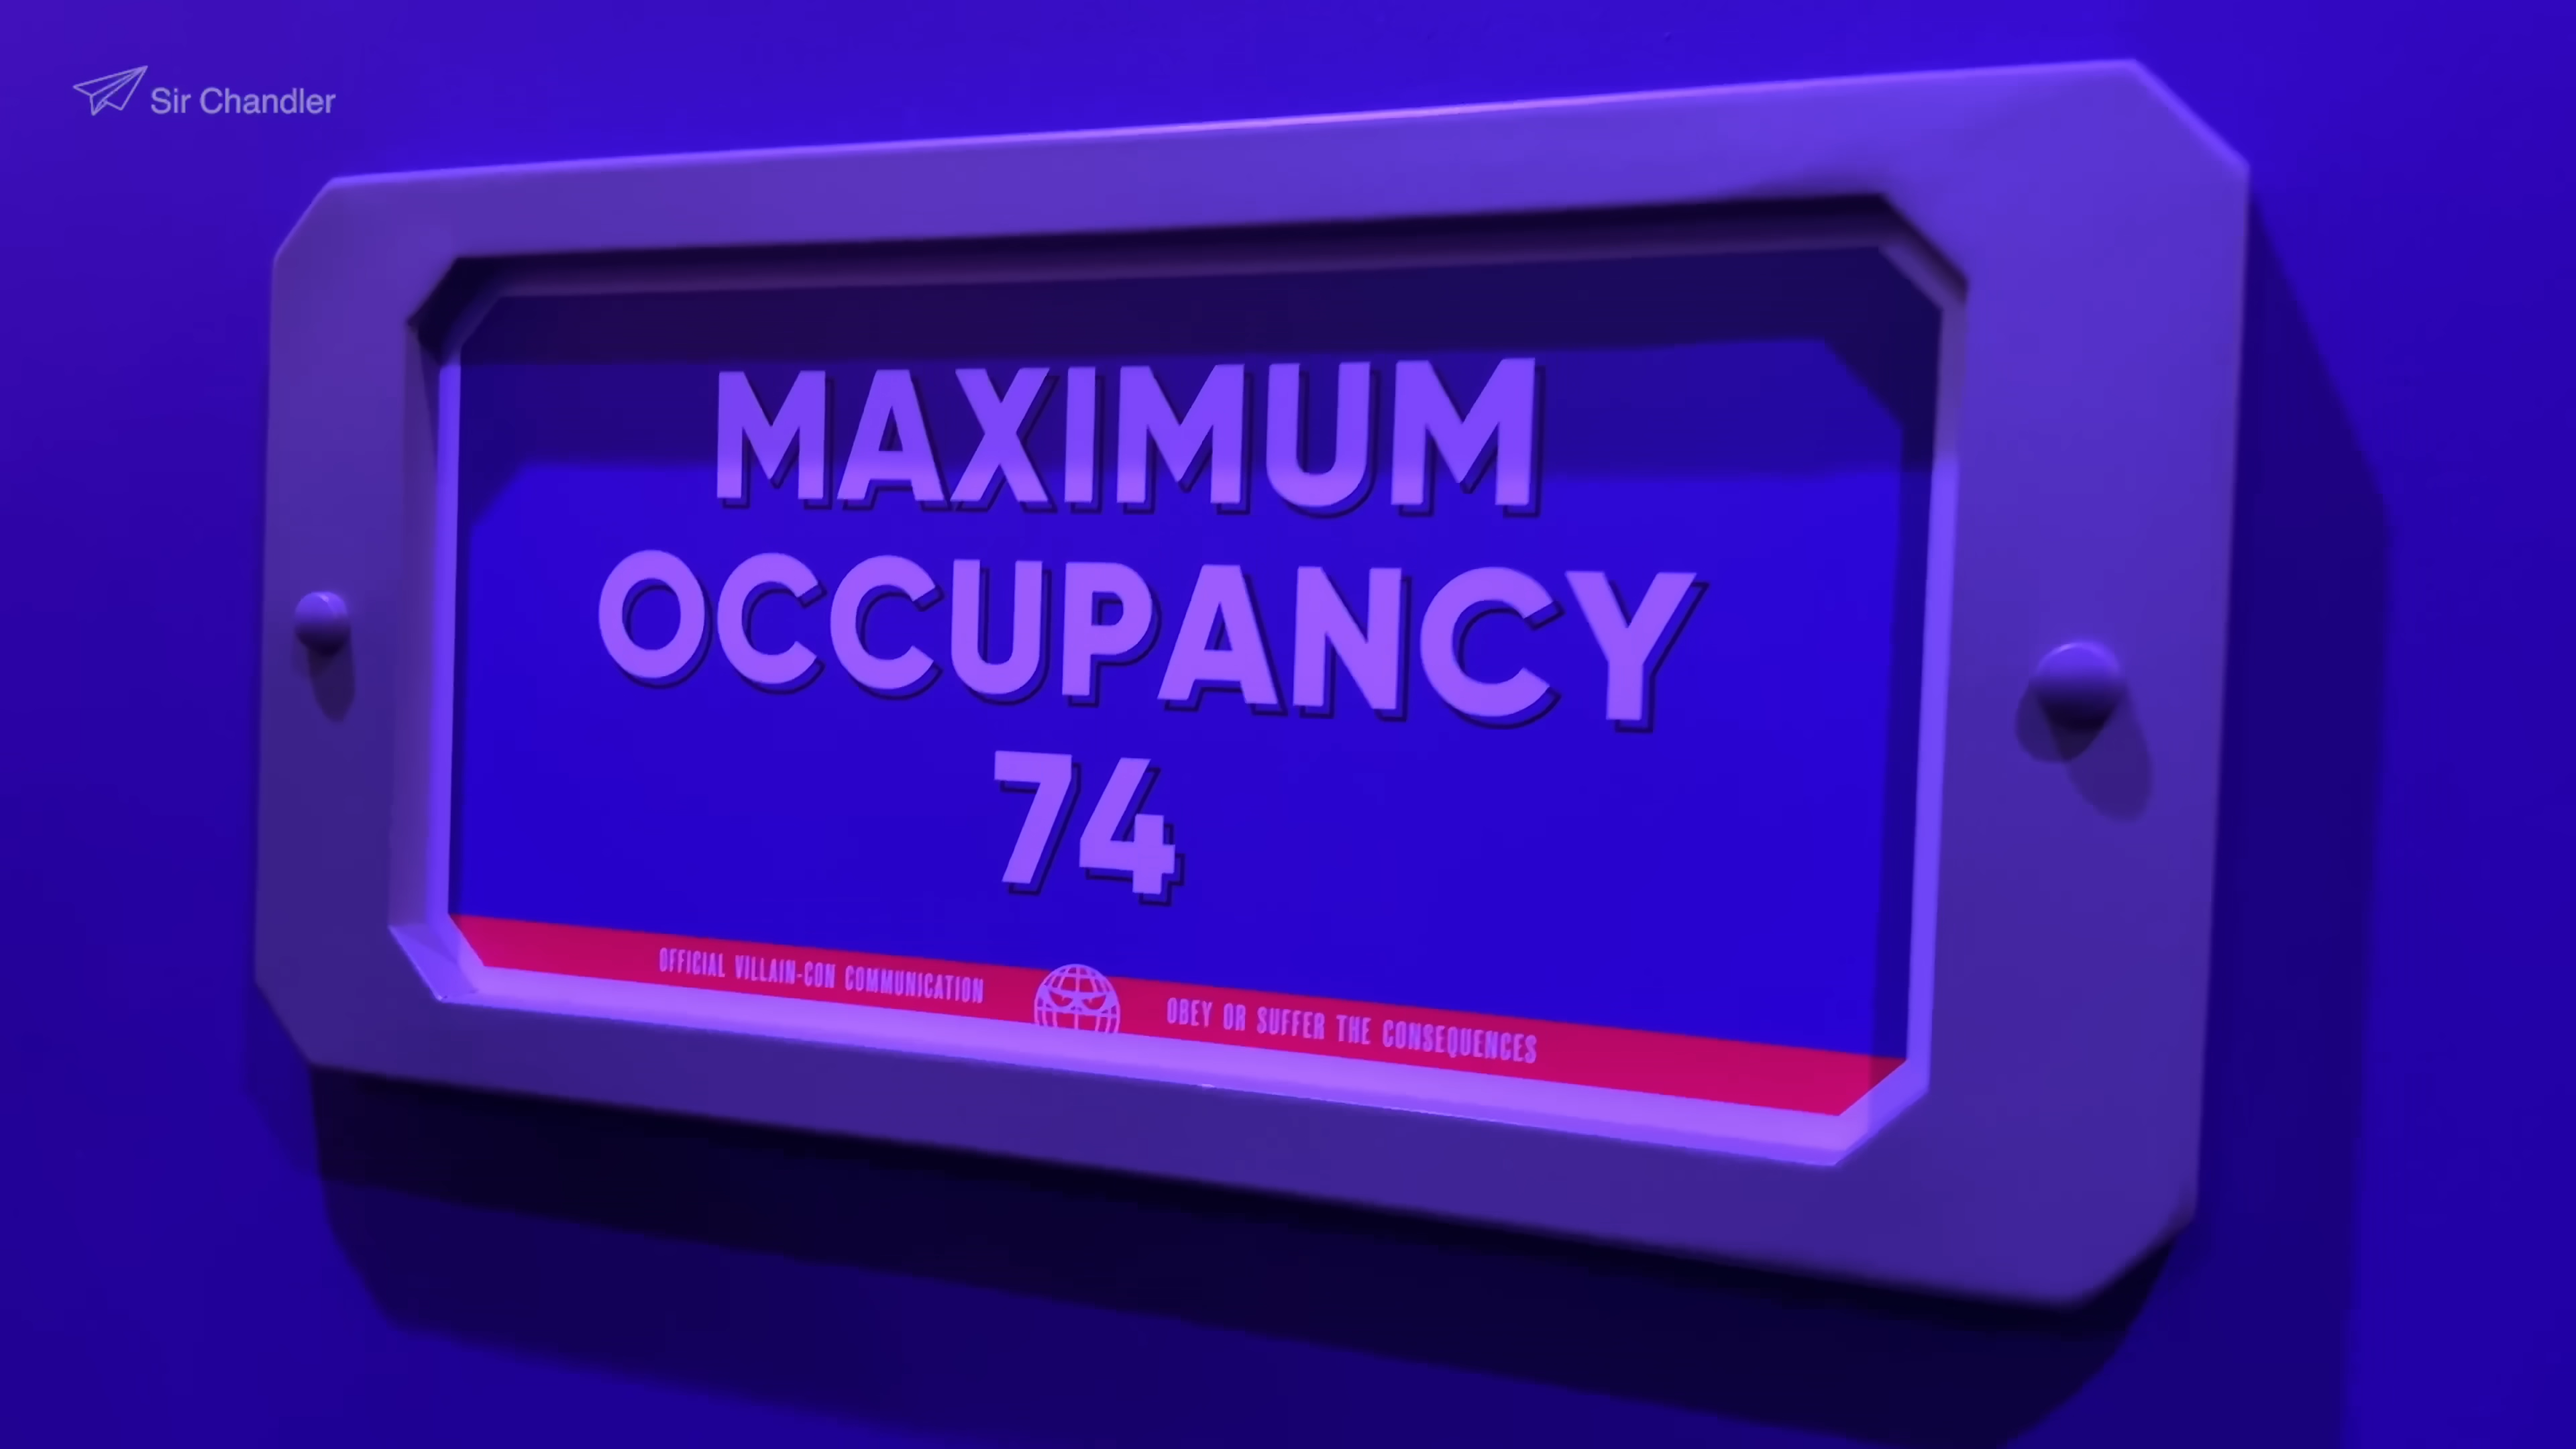 Sir Chandler
MAXIMUM
OCCUPANCY
74
OFFICIAL VILLAIN-CON COMMUNICATION
OBEY OR SUFFER THE CONSEQUENCES